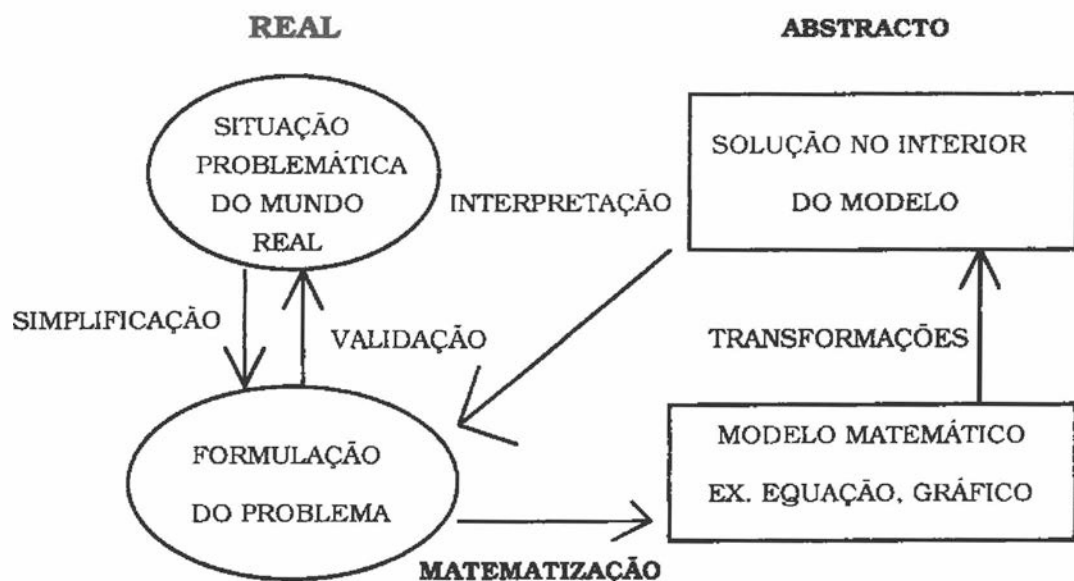 REAL
ABSTRACTO
SITUAÇÃO
PROBLEMÁTICA
DO MUNDO
REAL
SOLUÇÃO NO INTERIOR
DO MODELO
INTERPRETAÇÃO
SIMPLIFICAÇÃO
VALIDAÇÃO
TRANSFORMAÇÕES
FORMULAÇÃO
DO PROBLEMA
MODELO MATEMÁTICO
EX. EQUAÇÃO, GRÁFICO
MATEMATIZAÇÃO